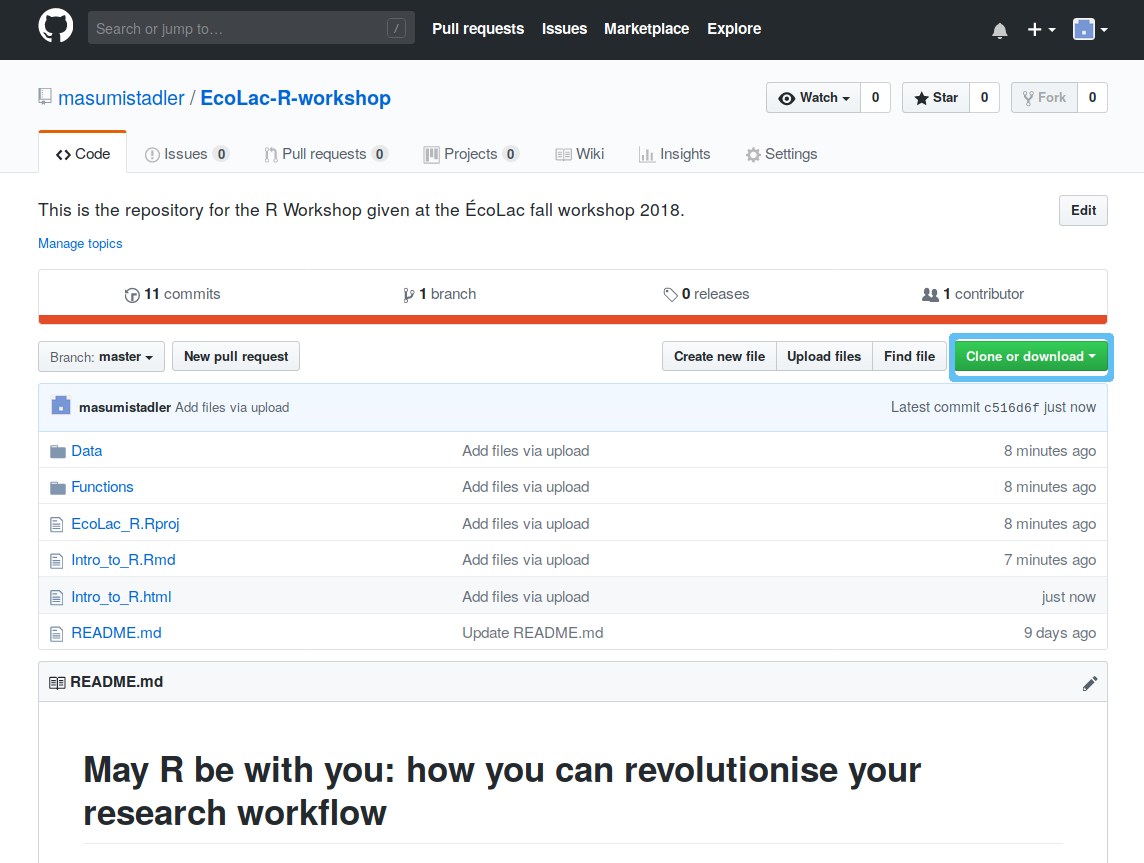 Search or jump to… /
Pull requests Issues Marketplace Explore
masumistadler / EcoLac-R-workshop
Watch 0 Star 0 Fork 0
Code Issues 0 Pull requests 0 Projects 0 Wiki Insights Settings
This is the repository for the R Workshop given at the ÉcoLac fall workshop 2018.
Edit
Manage topics
11 commits 1 branch 0 releases 1 contributor
Branch: master New pull request Create new file Upload files Find file Clone or download
masumistadler Add files via upload Latest commit c516d6f just now
Data Add files via upload 8 minutes ago
Functions Add files via upload 8 minutes ago
EcoLac_R.Rproj Add files via upload 8 minutes ago
Intro_to_R.Rmd Add files via upload 7 minutes ago
Intro_to_R.html Add files via upload just now
README.md Update README.md 9 days ago
README.md
May R be with you: how you can revolutionise your
research workflow